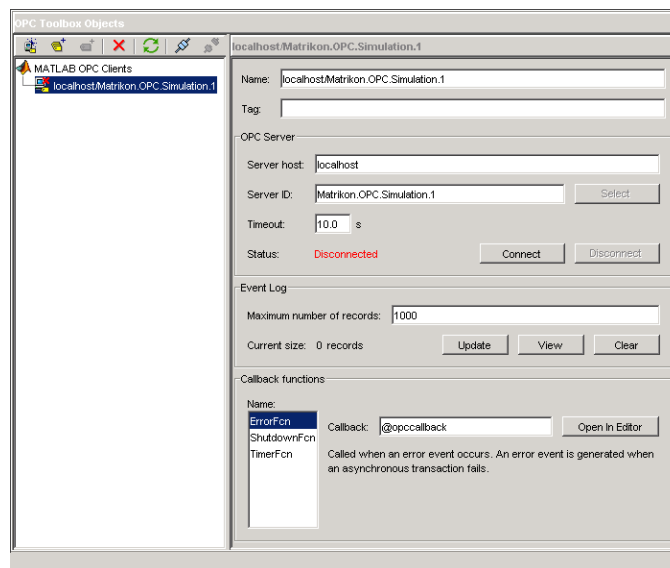 OPC Toolbox Objects
MATLAB OPC Clients
localhost/Matrikon.OPC.Simulation.1
localhost/Matrikon.OPC.Simulation.1
Name: localhost/Matrikon.OPC.Simulation.1
Tag:
OPC Server
Server host: localhost
Server ID: Matrikon.OPC.Simulation.1 Select
Timeout: 10.0 s
Status: Disconnected Connect Disconnect
Event Log
Maximum number of records: 1000
Current size: 0 records Update View Clear
Callback functions
Name:
ErrorFcn
ShutdownFcn
TimerFcn
Callback: @opccallback Open In Editor
Called when an error event occurs. An error event is generated when
an asynchronous transaction fails.